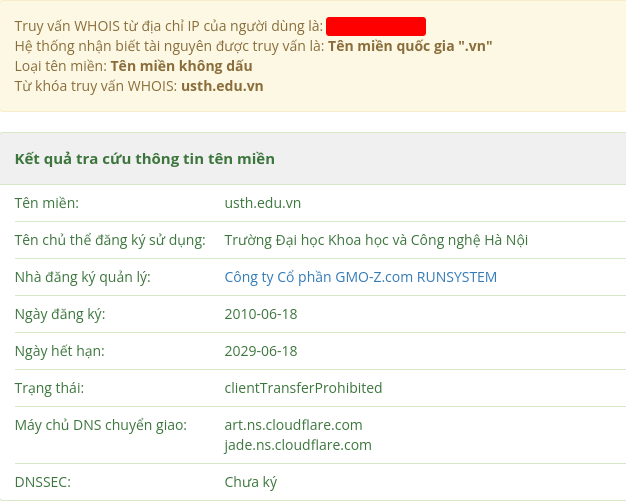 Truy vấn WHOIS từ địa chỉ IP của người dùng là:
Hệ thống nhận biết tài nguyên được truy vấn là: Tên miền quốc gia ".vn"
Loại tên miền: Tên miền không dấu
Từ khóa truy vấn WHOIS: usth.edu.vn
Kết quả tra cứu thông tin tên miền
Tên miền: usth.edu.vn
Tên chủ thể đăng ký sử dụng: Trường Đại học Khoa học và Công nghệ Hà Nội
Nhà đăng ký quản lý: Công ty Cổ phần GMO-Z.com RUNSYSTEM
Ngày đăng ký: 2010-06-18
Ngày hết hạn: 2029-06-18
Trạng thái: clientTransferProhibited
Máy chủ DNS chuyển giao: art.ns.cloudflare.com
jade.ns.cloudflare.com
DNSSEC: Chưa ký